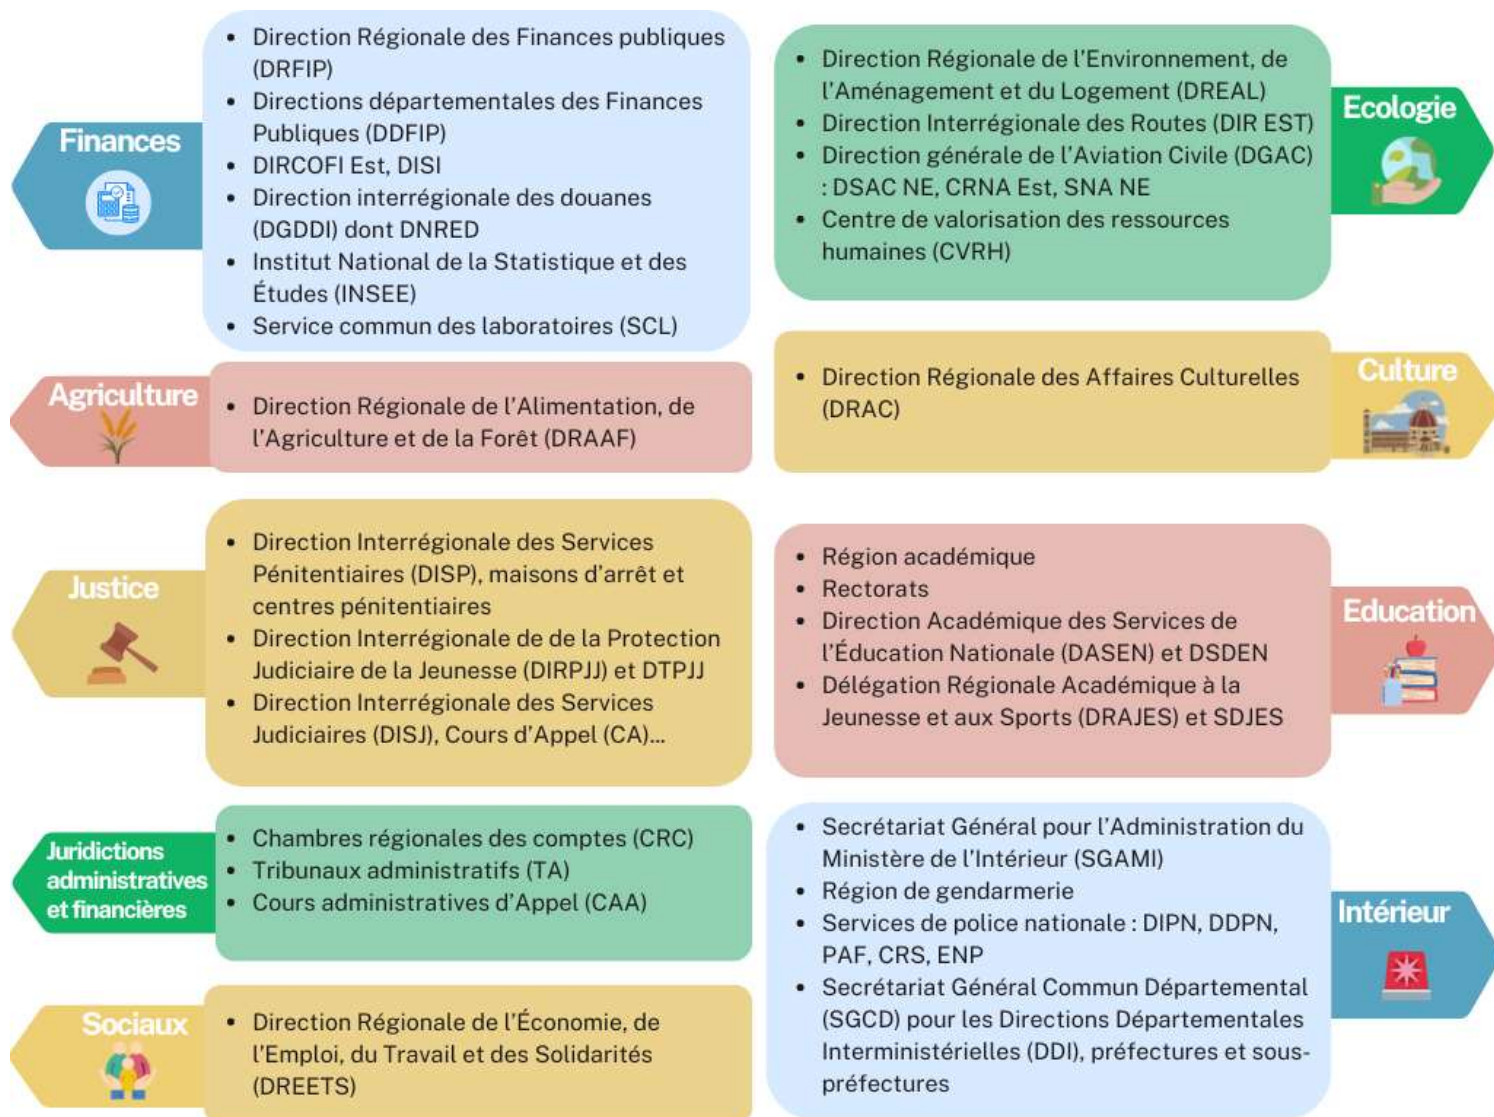 Finances
• Direction Régionale des Finances publiques
(DRFIP)
• Directions départementales des Finances
Publiques (DDFIP)
• DIRCOFI Est, DISI
• Direction interrégionale des douanes
(DGDDI) dont DNRED
• Institut National de la Statistique et des
Études (INSEE)
• Service commun des laboratoires (SCL)
Ecologie
• Direction Régionale de l'Environnement, de
l'Aménagement et du Logement (DREAL)
• Direction Interrégionale des Routes (DIR EST)
• Direction générale de l'Aviation Civile (DGAC)
: DSAC NE, CRNA Est, SNA NE
• Centre de valorisation des ressources
humaines (CVRH)
Agriculture
• Direction Régionale de l'Alimentation, de
l'Agriculture et de la Forêt (DRAAF)
Culture
• Direction Régionale des Affaires Culturelles
(DRAC)
Justice
• Direction Interrégionale des Services
Pénitentiaires (DISP), maisons d'arrêt et
centres pénitentiaires
• Direction Interrégionale de de la Protection
Judiciaire de la Jeunesse (DIRPJJ) et DTPJJ
• Direction Interrégionale des Services
Judiciaires (DISJ), Cours d'Appel (CA)...
Education
• Région académique
• Rectorats
• Direction Académique des Services de
l'Éducation Nationale (DASEN) et DSDEN
• Délégation Régionale Académique à la
Jeunesse et aux Sports (DRAJES) et SDJES
Juridictions
administratives
et financières
• Chambres régionales des comptes (CRC)
• Tribunaux administratifs (TA)
• Cours administratives d'Appel (CAA)
Intérieur
• Secrétariat Général pour l'Administration du
Ministère de l'Intérieur (SGAMI)
• Région de gendarmerie
• Services de police nationale : DIPN, DDPN,
PAF, CRS, ENP
• Secrétariat Général Commun Départemental
(SGCD) pour les Directions Départementales
Interministérielles (DDI), préfectures et sous-
préfectures
Sociaux
• Direction Régionale de l'Économie, de
l'Emploi, du Travail et des Solidarités
(DREETS)